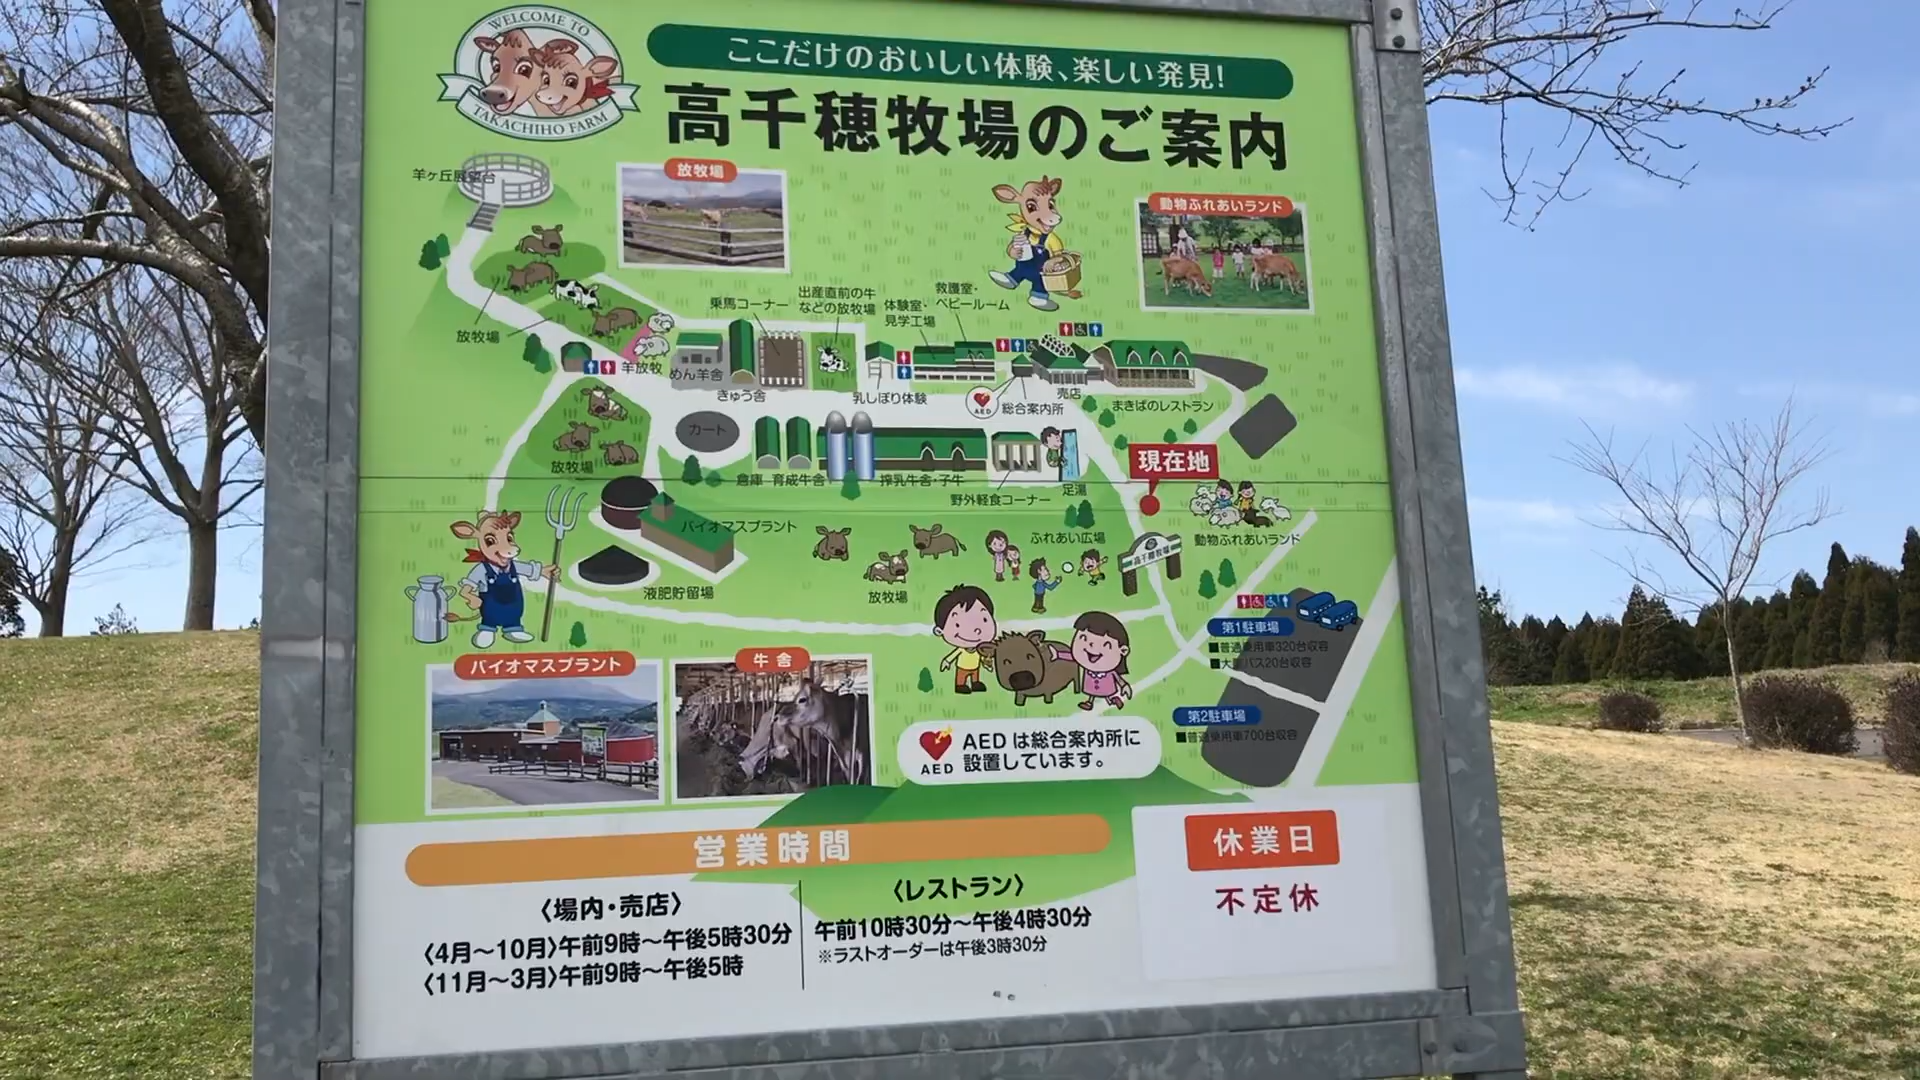 WELCOME TO
TAKACHIHO FARM
ここだけのおいしい体験、楽しい発見!
高千穂牧場のご案内
羊ヶ丘展望台
放牧場
動物ふれあいランド
乗馬コーナー
出産直前の牛
などの放牧場
体験室・
見学工場
救護室・
ベビールーム
放牧場
羊放牧
めん羊舎
きゅう舎
乳しぼり体験
AED
総合案内所
売店
まきばのレストラン
カート
現在地
放牧場
倉庫
育成牛舎
搾乳牛舎・子牛
野外軽食コーナー
足湯
バイオマスプラント
ふれあい広場
高千穂牧場
動物ふれあいランド
液肥貯留場
放牧場
第1駐車場
■普通乗用車320台収容
■大型バス20台収容
バイオマスプラント
牛舎
第2駐車場
■普通乗用車700台収容
AED
AEDは総合案内所に
設置しています。
営業時間
〈場内・売店〉
〈4月〜10月〉午前9時〜午後5時30分
〈11月〜3月〉午前9時〜午後5時
〈レストラン〉
午前10時30分〜午後4時30分
※ラストオーダーは午後3時30分
休業日
不定休